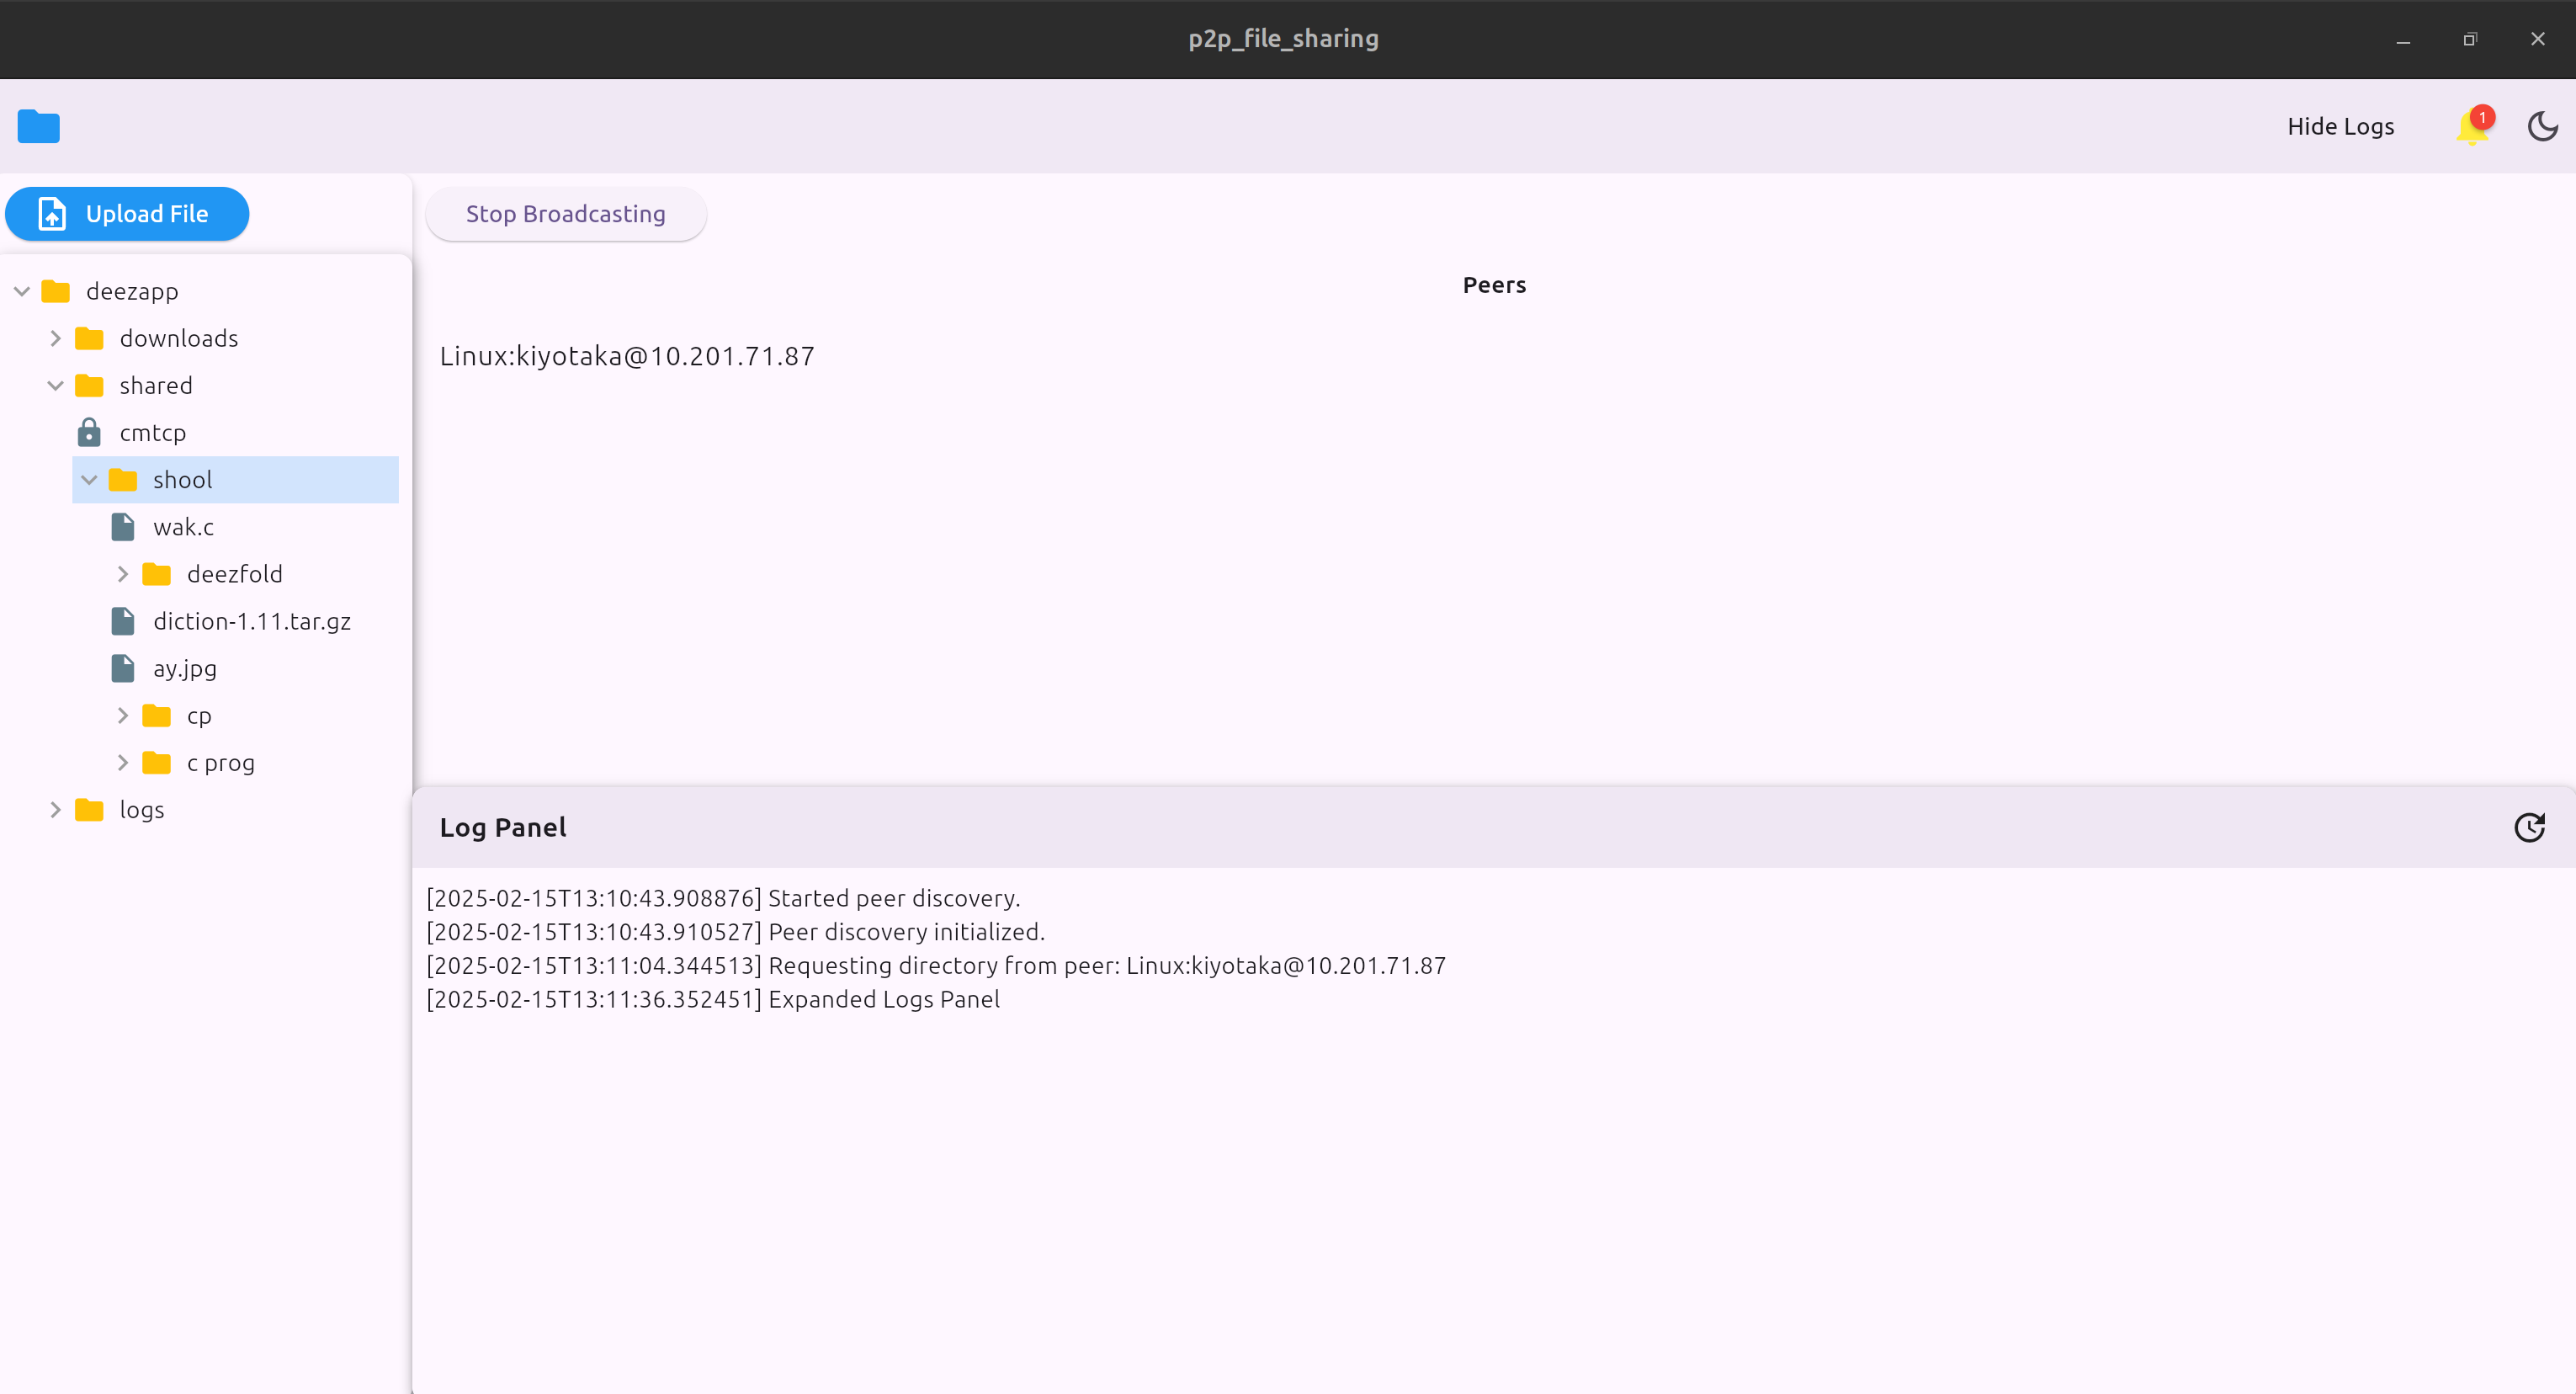 p2p_file_sharing
Hide Logs
1
Upload File
Stop Broadcasting
deezapp
downloads
shared
cmtcp
shool
wak.c
deezfold
diction-1.11.tar.gz
ay.jpg
cp
c prog
logs
Peers
Linux:kiyotaka@10.201.71.87
Log Panel
[2025-02-15T13:10:43.908876] Started peer discovery.
[2025-02-15T13:10:43.910527] Peer discovery initialized.
[2025-02-15T13:11:04.344513] Requesting directory from peer: Linux:kiyotaka@10.201.71.87
[2025-02-15T13:11:36.352451] Expanded Logs Panel